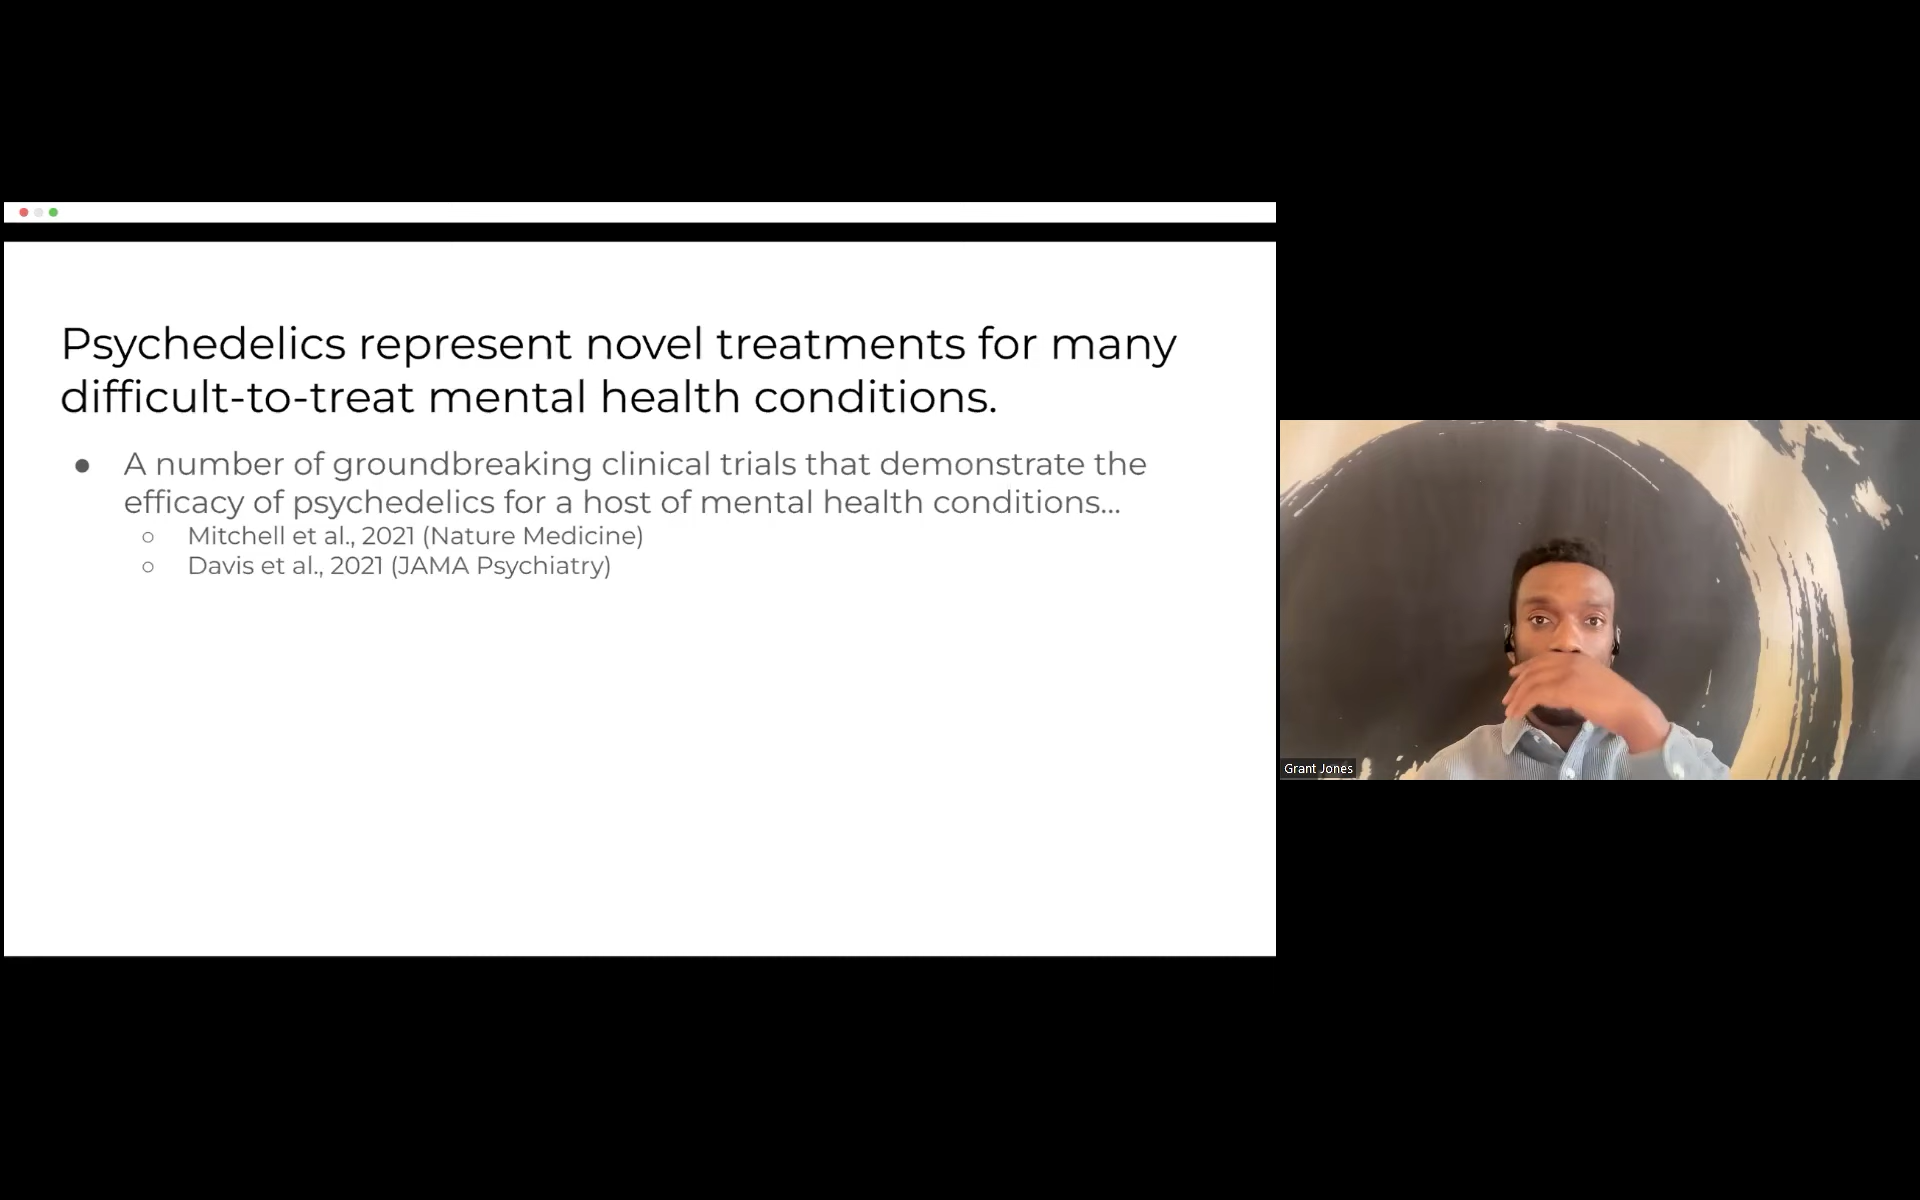 Psychedelics represent novel treatments for many
difficult-to-treat mental health conditions.
● A number of groundbreaking clinical trials that demonstrate the
efficacy of psychedelics for a host of mental health conditions...
○ Mitchell et al., 2021 (Nature Medicine)
○ Davis et al., 2021 (JAMA Psychiatry)
Grant Jones